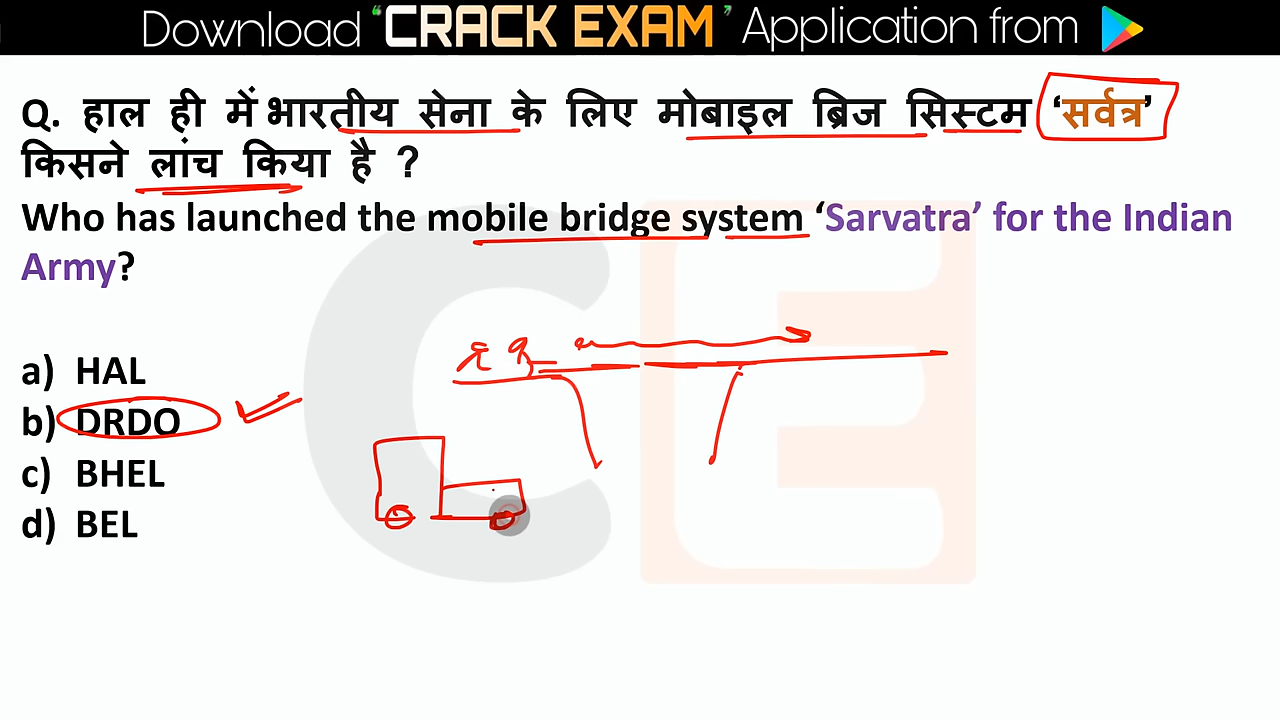 Download “CRACK EXAM” Application from
Q. हाल ही में भारतीय सेना के लिए मोबाइल ब्रिज सिस्टम ‘सर्वत्र’
किसने लांच किया है ?
Who has launched the mobile bridge system ‘Sarvatra’ for the Indian
Army?
a) HAL
b) DRDO
c) BHEL
d) BEL
CE